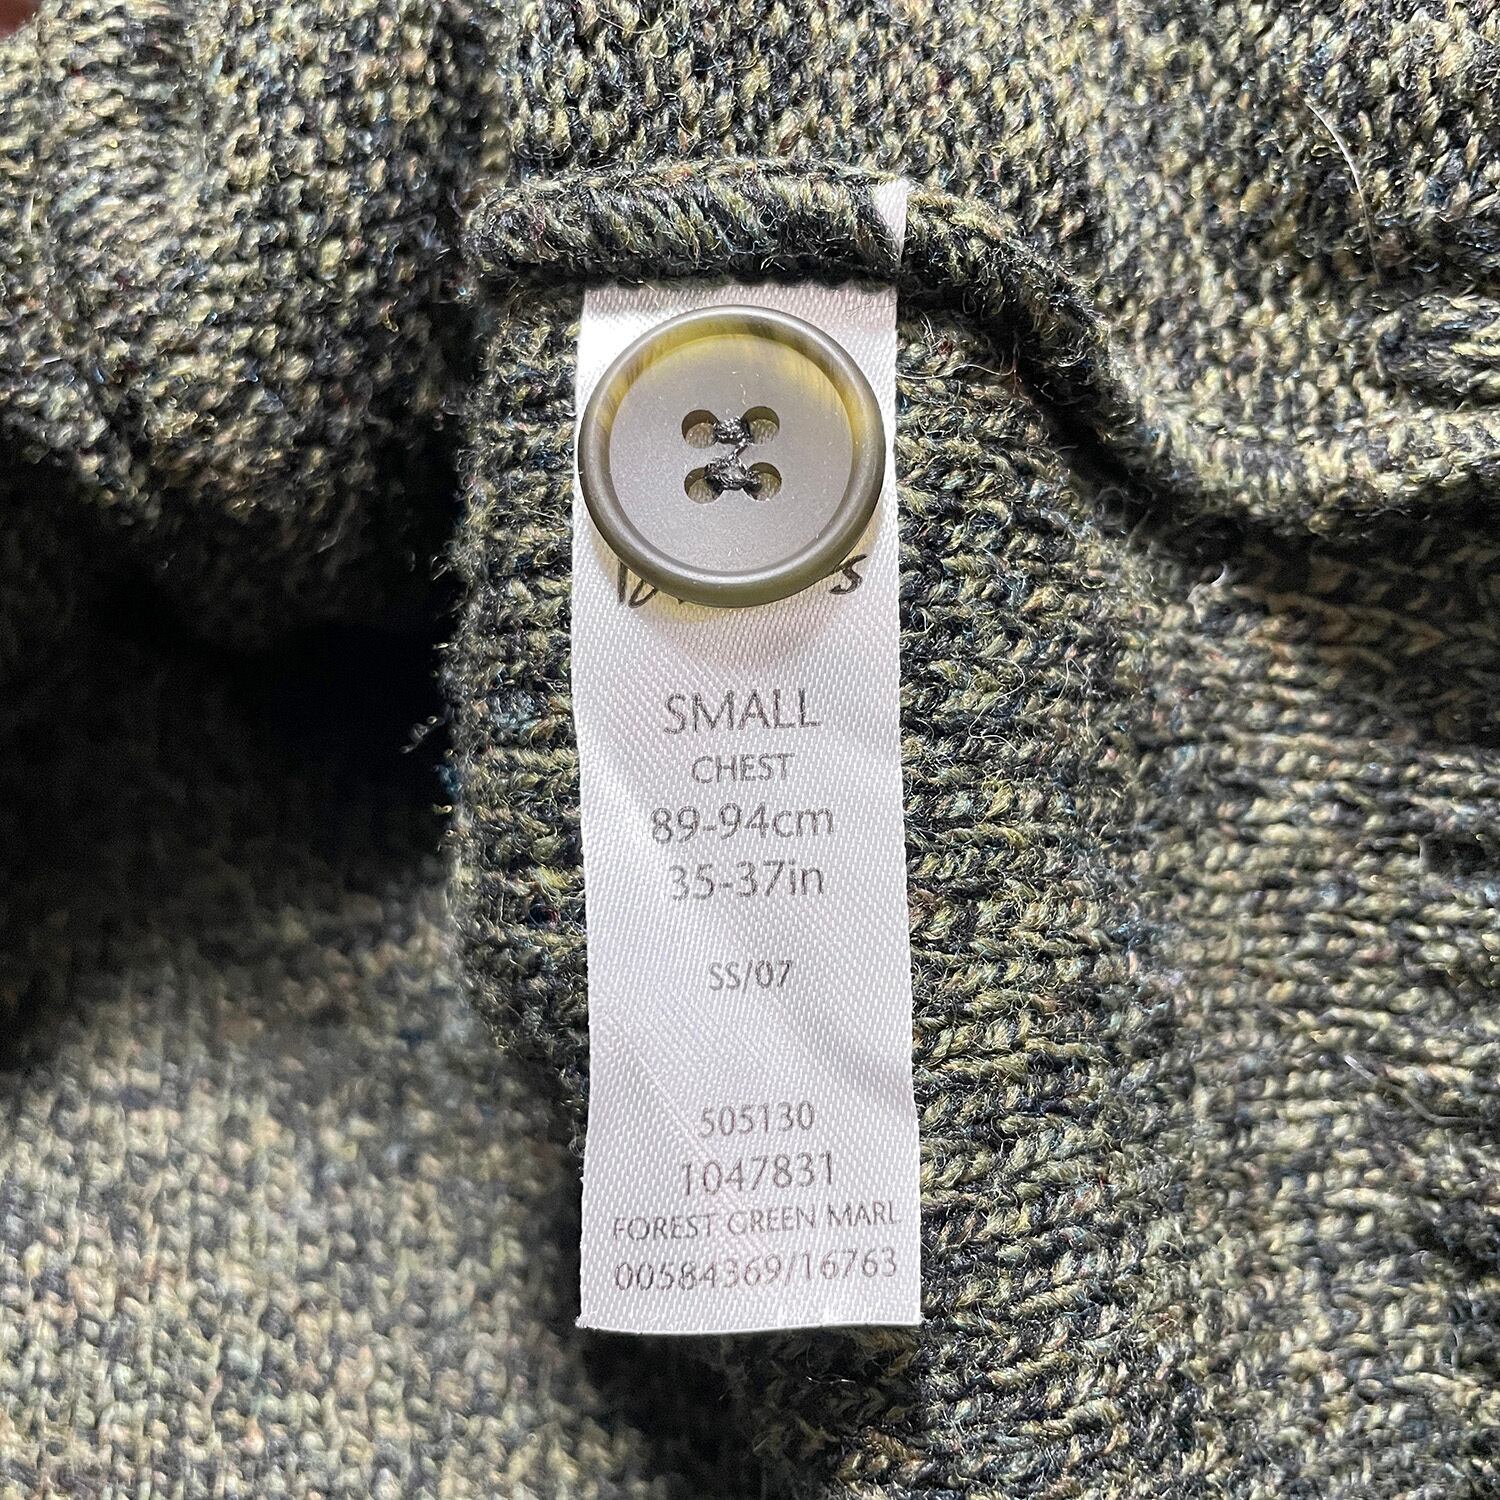 SMALL
CHEST
89-94cm
35-37in
SS/07
505130
1047831
FOREST GREEN MARL
00584369/16763